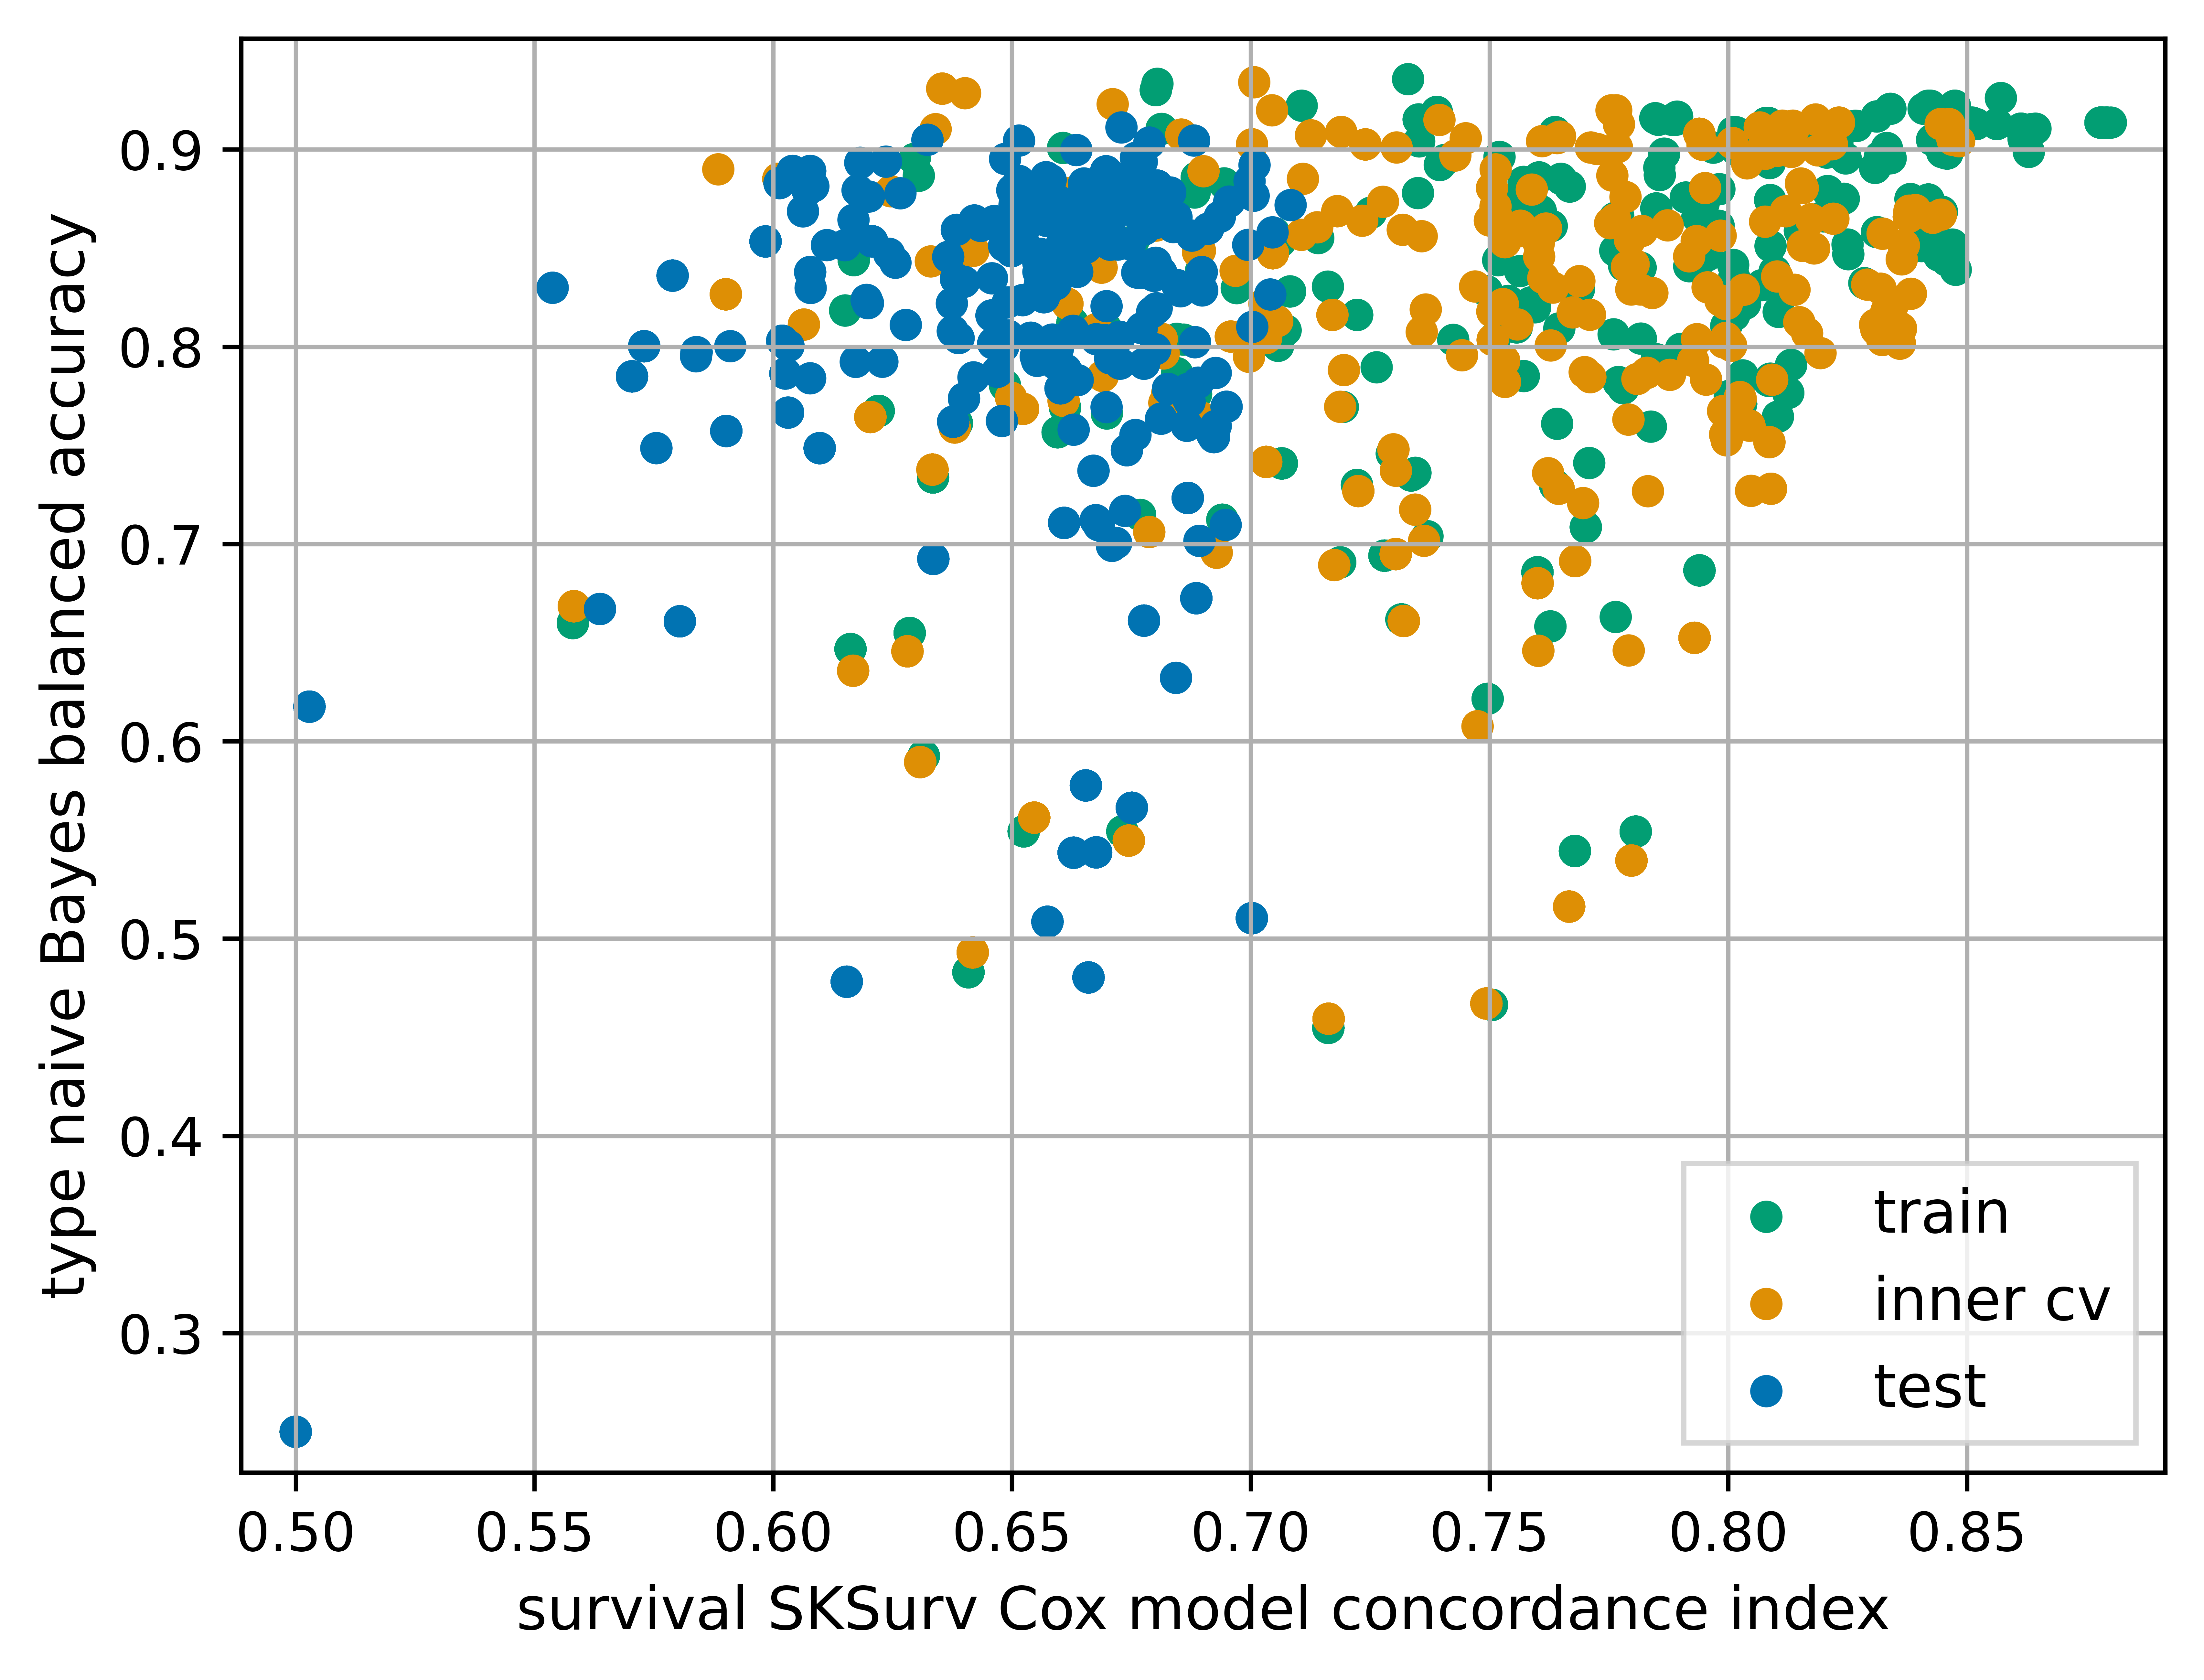 type naive Bayes balanced accuracy
0.9
0.8
0.7
0.6
0.5
0.4
0.3
train
inner cv
test
0.50 0.55 0.60 0.65 0.70 0.75 0.80 0.85
survival SKSurv Cox model concordance index